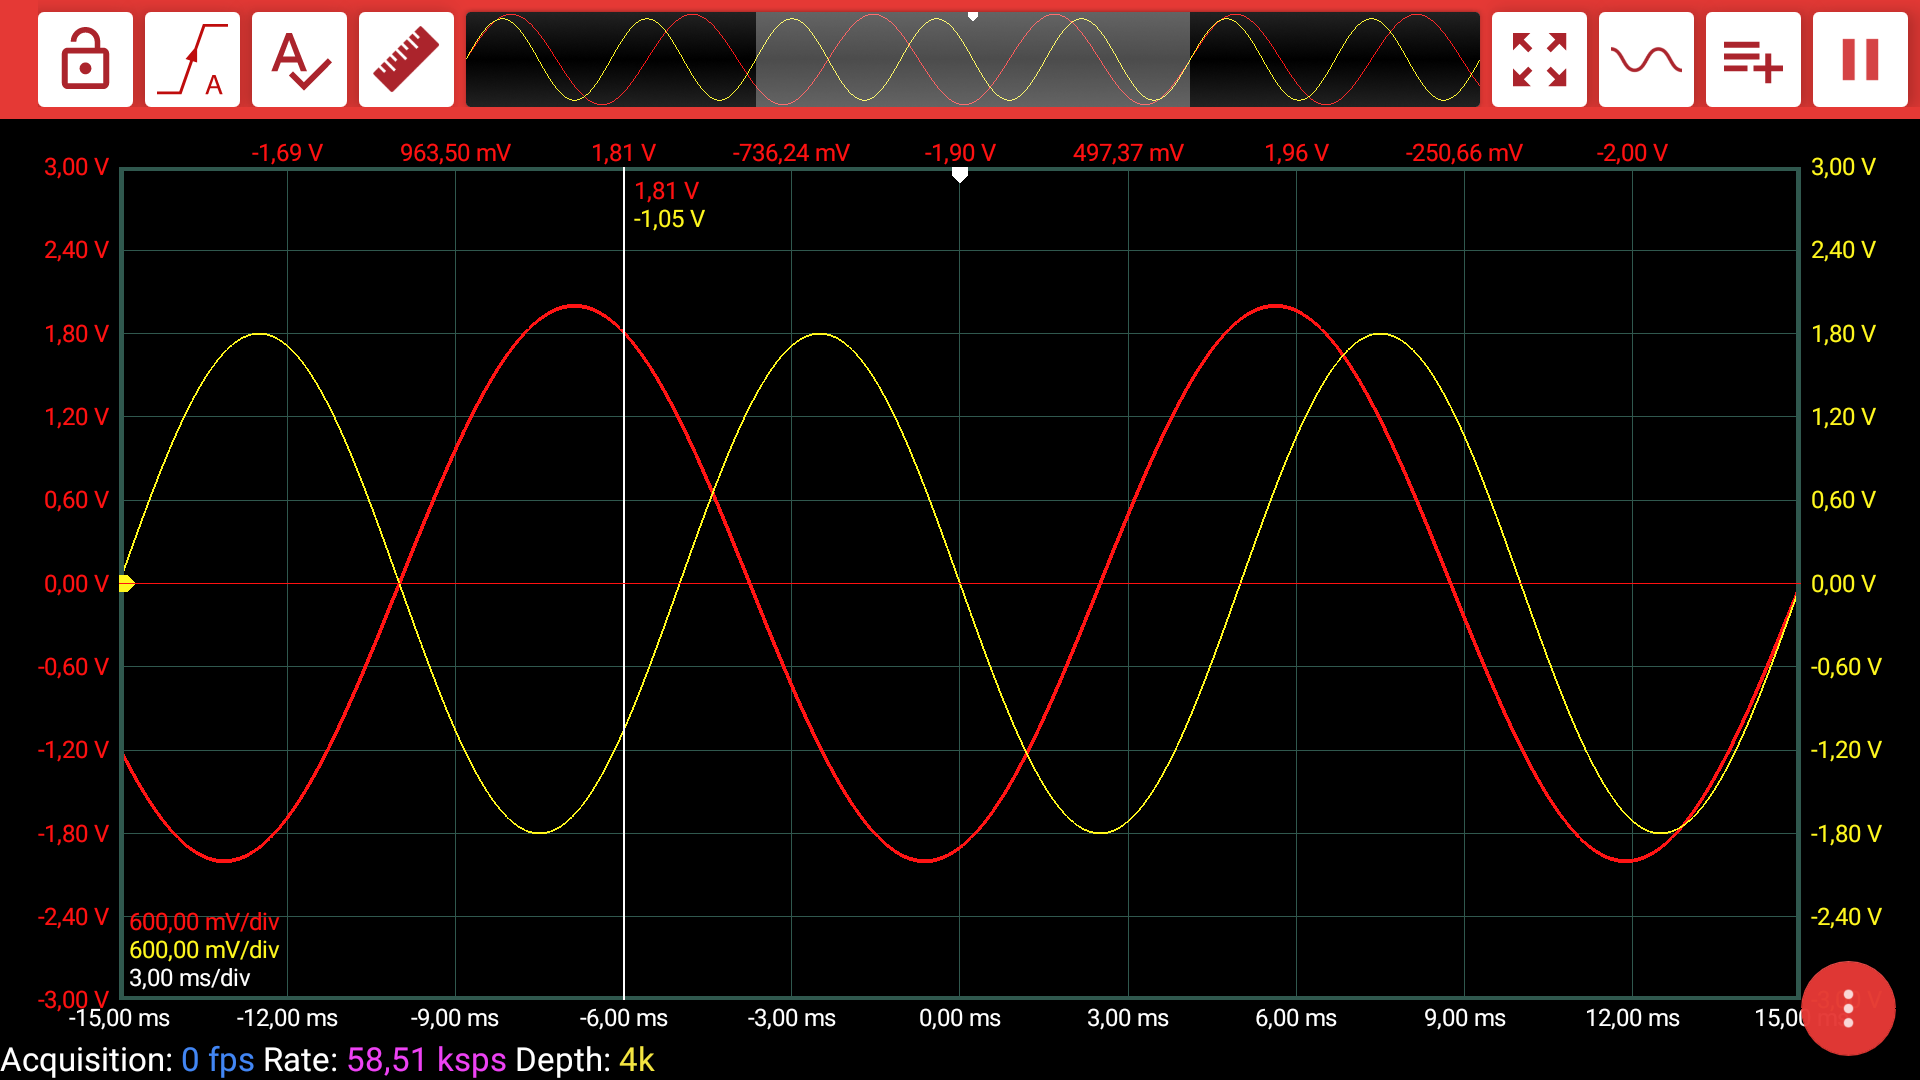 A
A
-1,69 V 963,50 mV 1,81 V -736,24 mV -1,90 V 497,37 mV 1,96 V -250,66 mV -2,00 V
3,00 V 3,00 V
1,81 V
-1,05 V
2,40 V 2,40 V
1,80 V 1,80 V
1,20 V 1,20 V
0,60 V 0,60 V
0,00 V 0,00 V
-0,60 V -0,60 V
-1,20 V -1,20 V
-1,80 V -1,80 V
-2,40 V -2,40 V
600,00 mV/div
600,00 mV/div
3,00 ms/div
-3,00 V
-15,00 ms -12,00 ms -9,00 ms -6,00 ms -3,00 ms 0,00 ms 3,00 ms 6,00 ms 9,00 ms 12,00 ms
Acquisition: 0 fps Rate: 58,51 ksps Depth: 4k